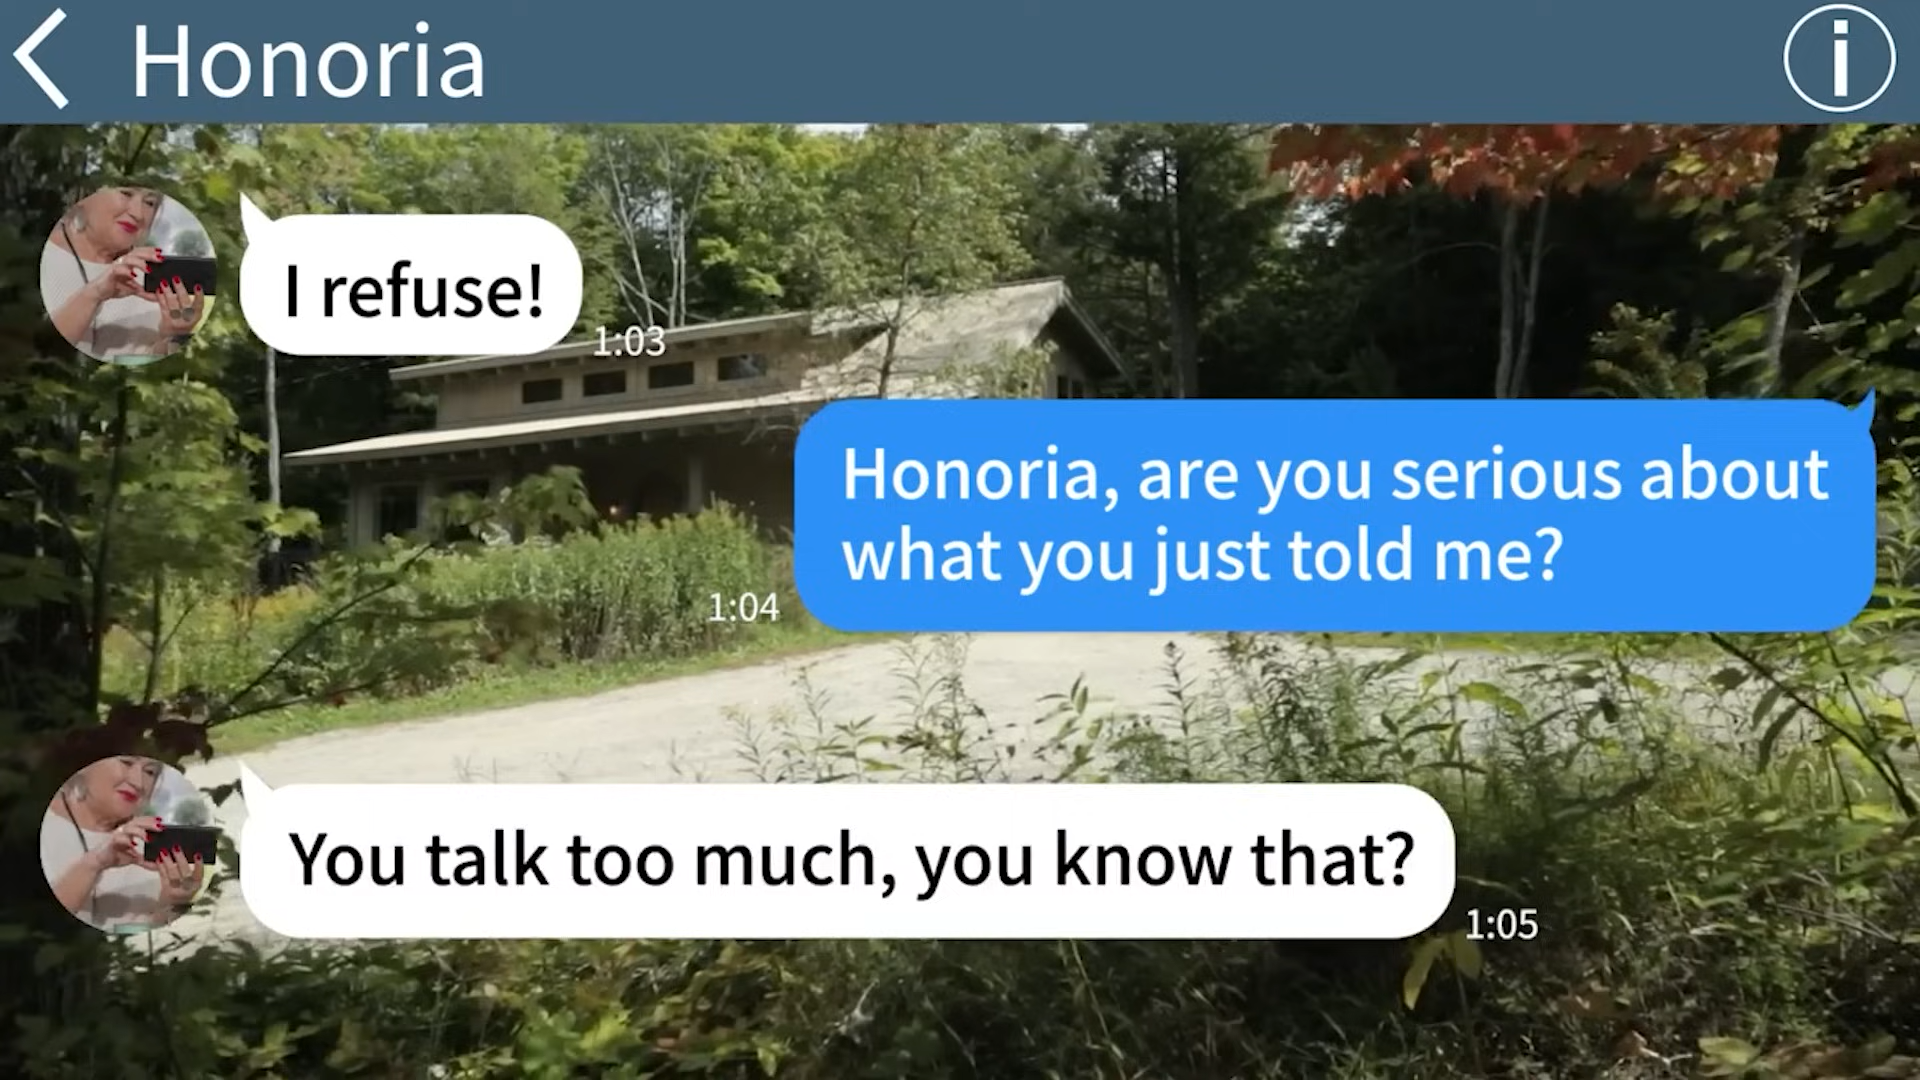 Honoria
I refuse!
1:03
Honoria, are you serious about
what you just told me?
1:04
You talk too much, you know that?
1:05